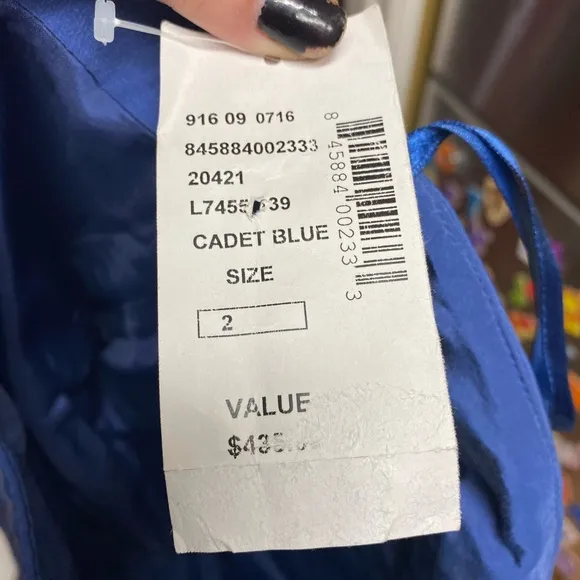 916 09 0716
845884002333
20421
CADET BLUE
SIZE
2
VALUE
8 45884 00233 3